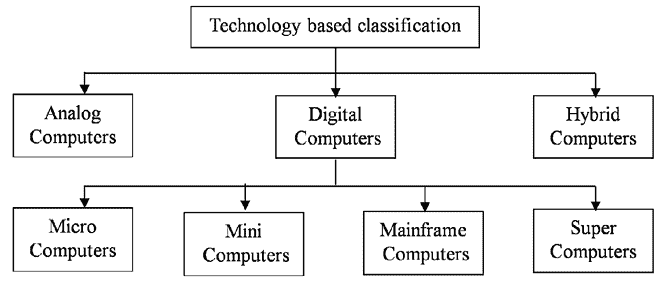 Technology based classification
Analog
Computers
Digital
Computers
Hybrid
Computers
Micro
Computers
Mini
Computers
Mainframe
Computers
Super
Computers